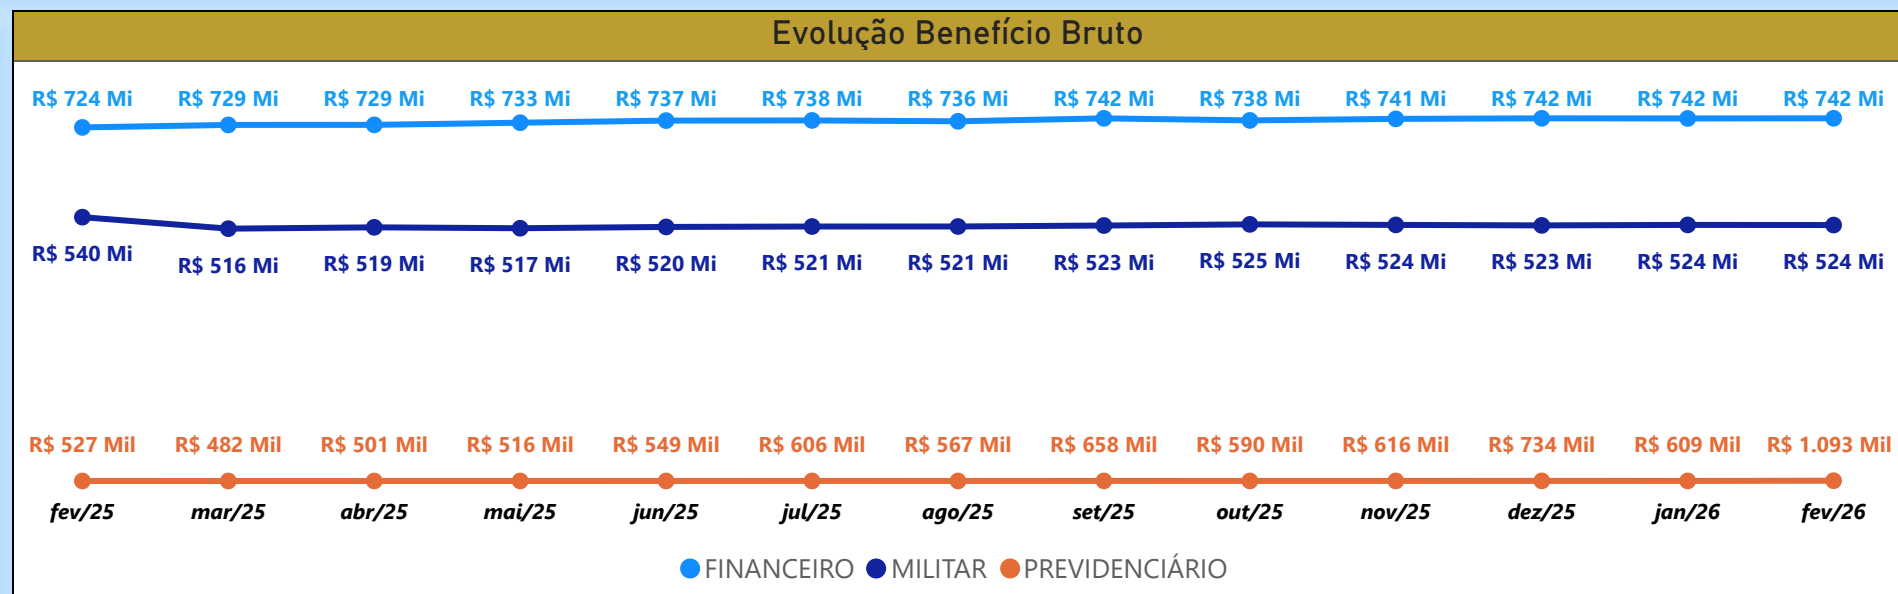 Evolução Benefício Bruto
R$ 724 Mi R$ 729 Mi R$ 729 Mi R$ 733 Mi R$ 737 Mi R$ 738 Mi R$ 736 Mi R$ 742 Mi R$ 738 Mi R$ 741 Mi R$ 742 Mi R$ 742 Mi R$ 742 Mi
R$ 540 Mi R$ 516 Mi R$ 519 Mi R$ 517 Mi R$ 520 Mi R$ 521 Mi R$ 521 Mi R$ 523 Mi R$ 525 Mi R$ 524 Mi R$ 523 Mi R$ 524 Mi R$ 524 Mi
R$ 527 Mil R$ 482 Mil R$ 501 Mil R$ 516 Mil R$ 549 Mil R$ 606 Mil R$ 567 Mil R$ 658 Mil R$ 590 Mil R$ 616 Mil R$ 734 Mil R$ 609 Mil R$ 1.093 Mil
fev/25 mar/25 abr/25 mai/25 jun/25 jul/25 ago/25 set/25 out/25 nov/25 dez/25 jan/26 fev/26
FINANCEIRO MILITAR PREVIDENCIÁRIO